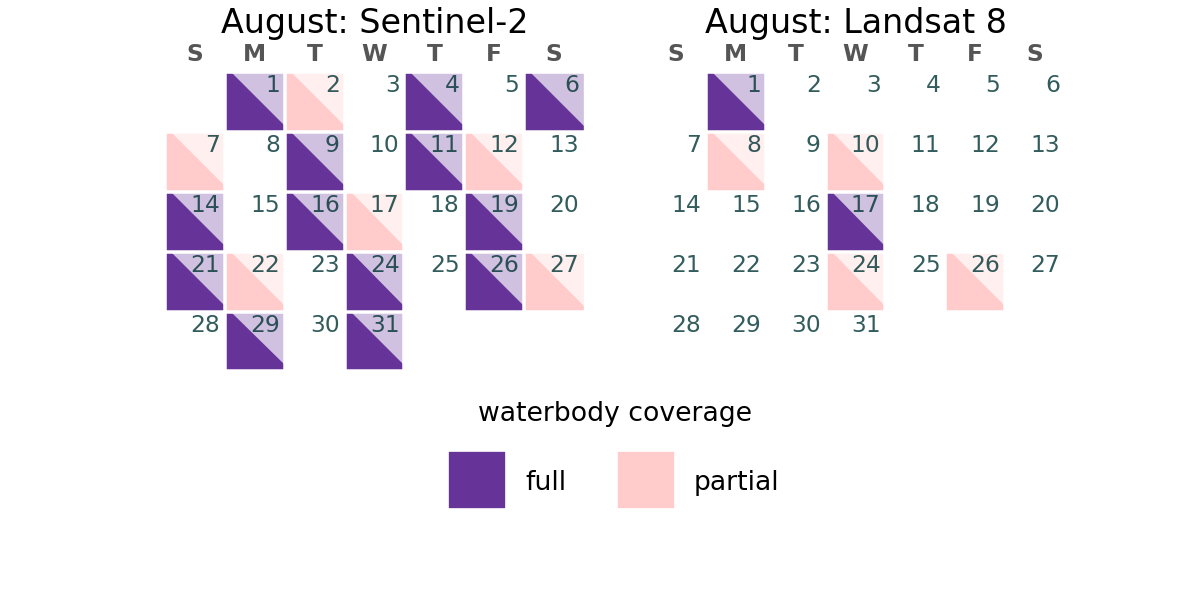 August: Sentinel-2
S M T W T F S
1 2 3 4 5 6
7 8 9 10 11 12 13
14 15 16 17 18 19 20
21 22 23 24 25 26 27
28 29 30 31
August: Landsat 8
S M T W T F S
1 2 3 4 5 6
7 8 9 10 11 12 13
14 15 16 17 18 19 20
21 22 23 24 25 26 27
28 29 30 31
waterbody coverage
full partial